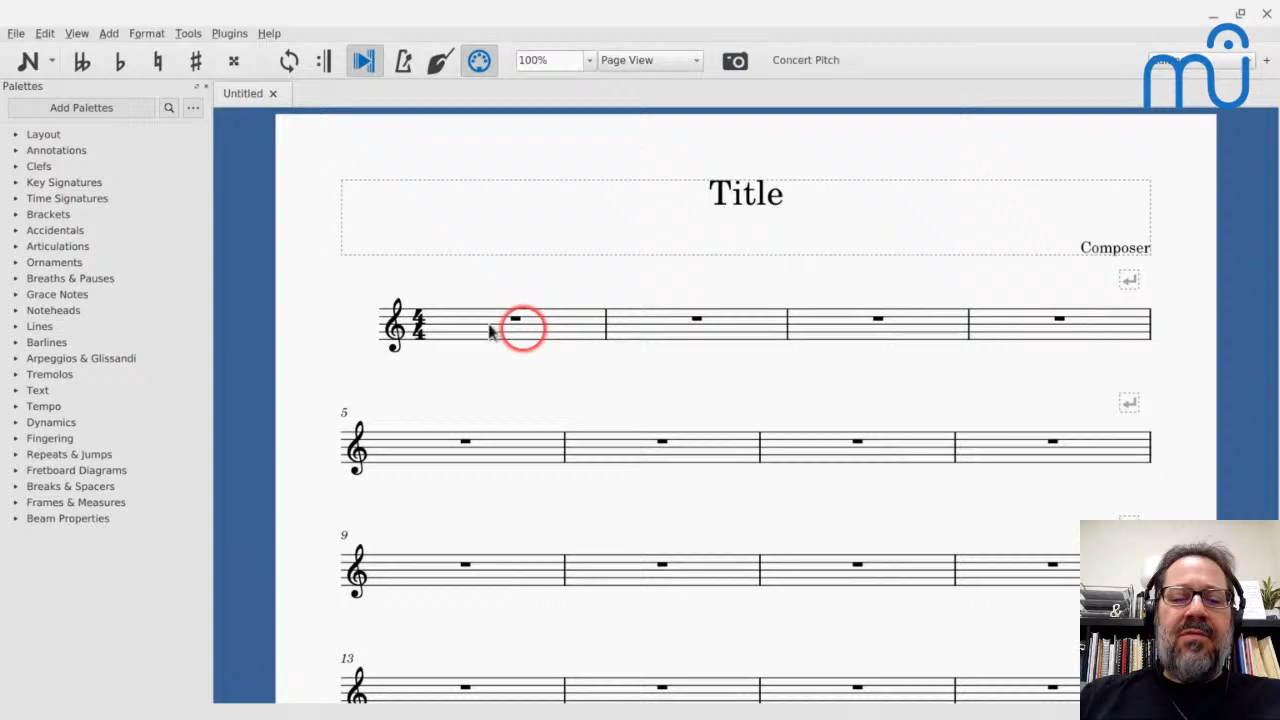 File Edit View Add Format Tools Plugins Help
100% Page View Concert Pitch
Palettes
Untitled
Add Palettes
Layout
Annotations
Clefs
Key Signatures
Time Signatures
Brackets
Accidentals
Articulations
Ornaments
Breaths & Pauses
Grace Notes
Noteheads
Lines
Barlines
Arpeggios & Glissandi
Tremolos
Text
Tempo
Dynamics
Fingering
Repeats & Jumps
Fretboard Diagrams
Breaks & Spacers
Frames & Measures
Beam Properties
Title
Composer
4
4
5
9
13
&